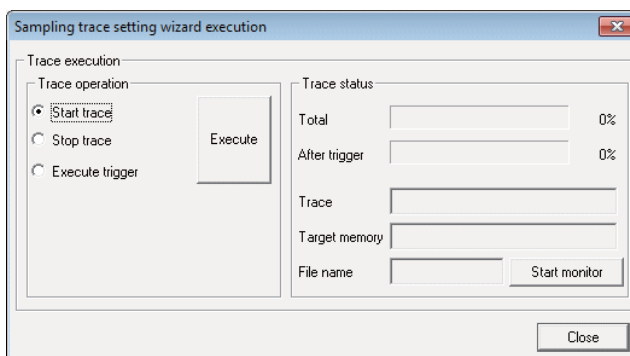 Sampling trace setting wizard execution
Trace execution
Trace operation
Start trace
Stop trace
Execute trigger
Execute
Trace status
Total 0%
After trigger 0%
Trace
Target memory
File name Start monitor
Close